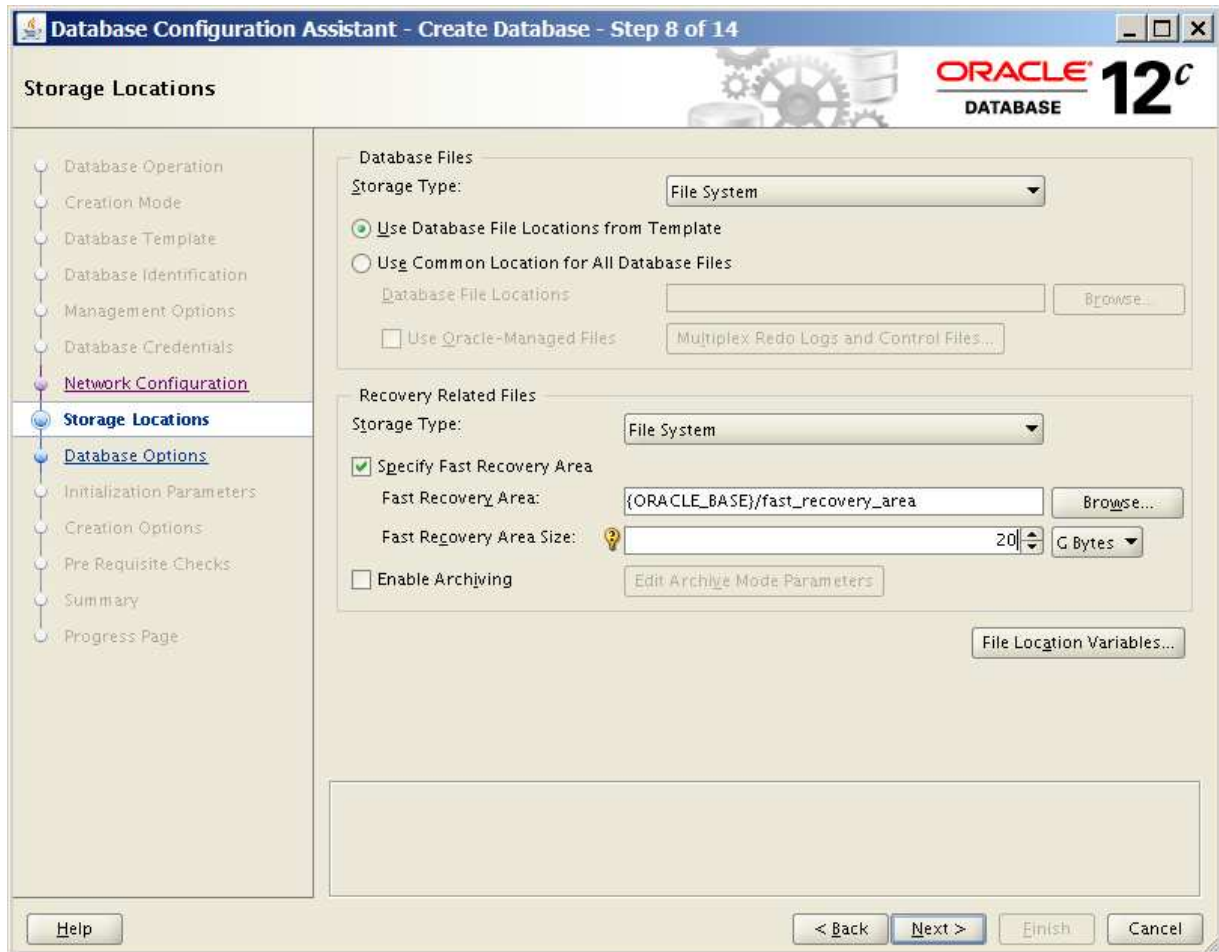 Database Configuration Assistant - Create Database - Step 8 of 14
Storage Locations
ORACLE DATABASE 12c
Database Operation
Creation Mode
Database Template
Database Identification
Management Options
Database Credentials
Network Configuration
Storage Locations
Database Options
Initialization Parameters
Creation Options
Pre Requisite Checks
Summary
Progress Page
Database Files
Storage Type: File System
Use Database File Locations from Template
Use Common Location for All Database Files
Database File Locations Browse...
Use Oracle-Managed Files Multiplex Redo Logs and Control Files...
Recovery Related Files
Storage Type: File System
Specify Fast Recovery Area
Fast Recovery Area: {ORACLE_BASE}/fast_recovery_area Browse...
Fast Recovery Area Size: 20 G Bytes
Enable Archiving Edit Archive Mode Parameters
File Location Variables...
Help < Back Next > Finish Cancel